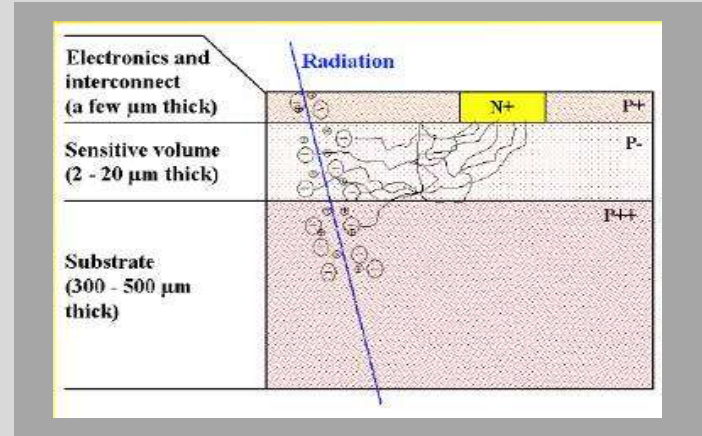 Electronics and
interconnect
(a few μm thick)
Radiation
N+
P+
Sensitive volume
(2 - 20 μm thick)
P-
P++
Substrate
(300 - 500 μm
thick)